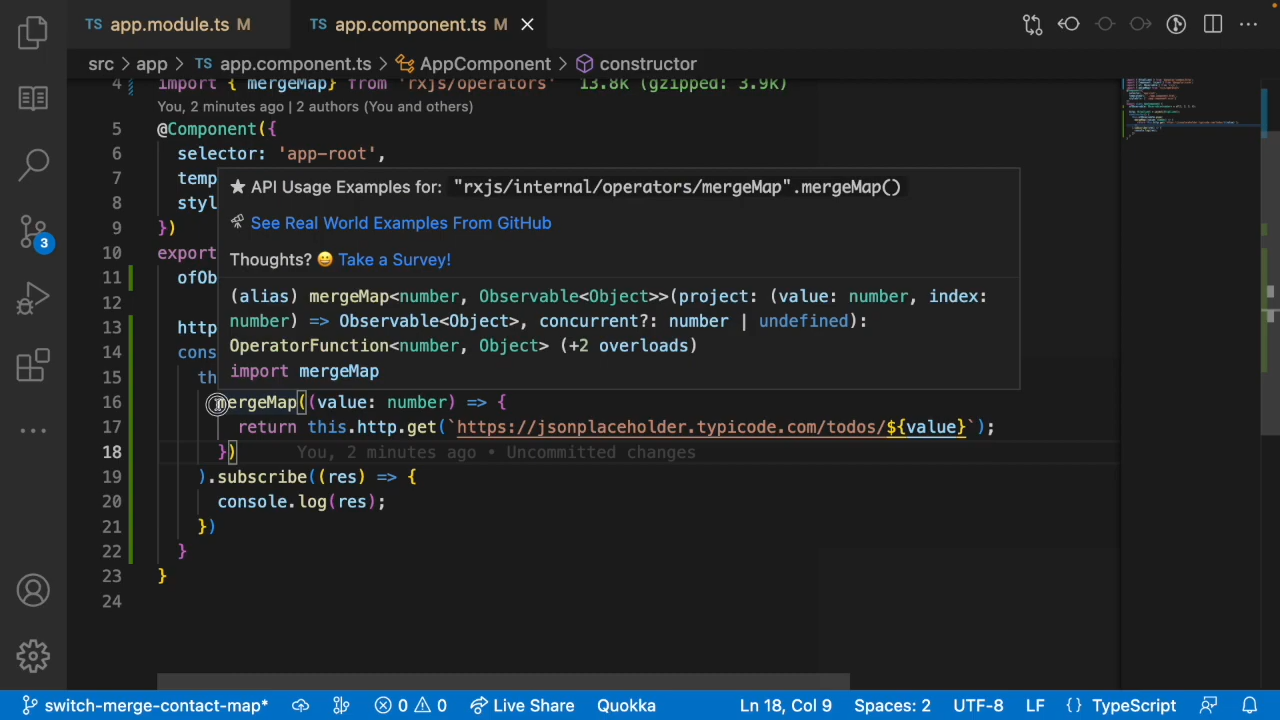 TS app.module.ts M TS app.component.ts M
src > app > TS app.component.ts > AppComponent > constructor
4 import { mergeMap} from 'rxjs/operators' 13.8k (gzipped: 3.9k)
You, 2 minutes ago | 2 authors (You and others)
5 @Component({
6 selector: 'app-root',
7 temp
8 styl
9 })
10 export
11 ofOb
12
13 http
14 cons
15 th
★ API Usage Examples for: "rxjs/internal/operators/mergeMap".mergeMap()
See Real World Examples From GitHub
Thoughts? 😀 Take a Survey!
(alias) mergeMap<number, Observable<Object>>(project: (value: number, index:
number) => Observable<Object>, concurrent?: number | undefined):
OperatorFunction<number, Object> (+2 overloads)
import mergeMap
16 mergeMap((value: number) => {
17 return this.http.get(`https://jsonplaceholder.typicode.com/todos/${value}`);
18 }) You, 2 minutes ago • Uncommitted changes
19 ).subscribe((res) => {
20 console.log(res);
21 })
22 }
23 }
24
3
switch-merge-contact-map* 0 0 Live Share Quokka Ln 18, Col 9 Spaces: 2 UTF-8 LF {} TypeScript